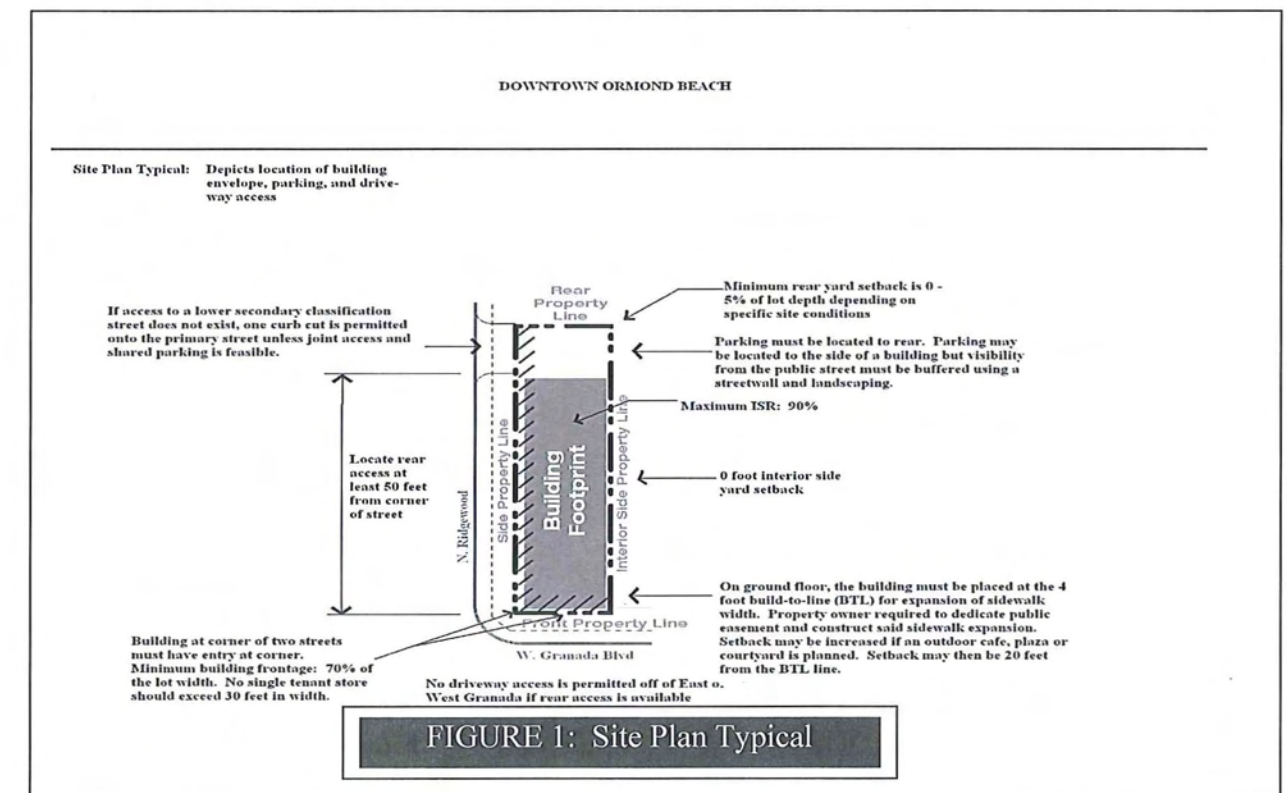 DOWNTOWN ORMOND BEACH
Site Plan Typical: Depicts location of building
envelope, parking, and drive-
way access
Rear
Property
Line
Minimum rear yard setback is 0 -
5% of lot depth depending on
specific site conditions
If access to a lower secondary classification
street does not exist, one curb cut is permitted
onto the primary street unless joint access and
shared parking is feasible.
Parking must be located to rear. Parking may
be located to the side of a building but visibility
from the public street must be buffered using a
streetwall and landscaping.
Maximum ISR: 90%
Locate rear
access at
least 50 feet
from corner
of street
N. Ridgewood
Side Property Line
Building
Footprint
Interior Side Property Line
0 foot interior side
yard setback
On ground floor, the building must be placed at the 4
foot build-to-line (BTL) for expansion of sidewalk
width. Property owner required to dedicate public
easement and construct said sidewalk expansion.
Setback may be increased if an outdoor cafe, plaza or
courtyard is planned. Setback may then be 20 feet
from the BTL line.
Front Property Line
W. Granada Blvd
Building at corner of two streets
must have entry at corner.
Minimum building frontage: 70% of
the lot width. No single tenant store
should exceed 30 feet in width.
No driveway access is permitted off of East o.
West Granada if rear access is available
FIGURE 1: Site Plan Typical